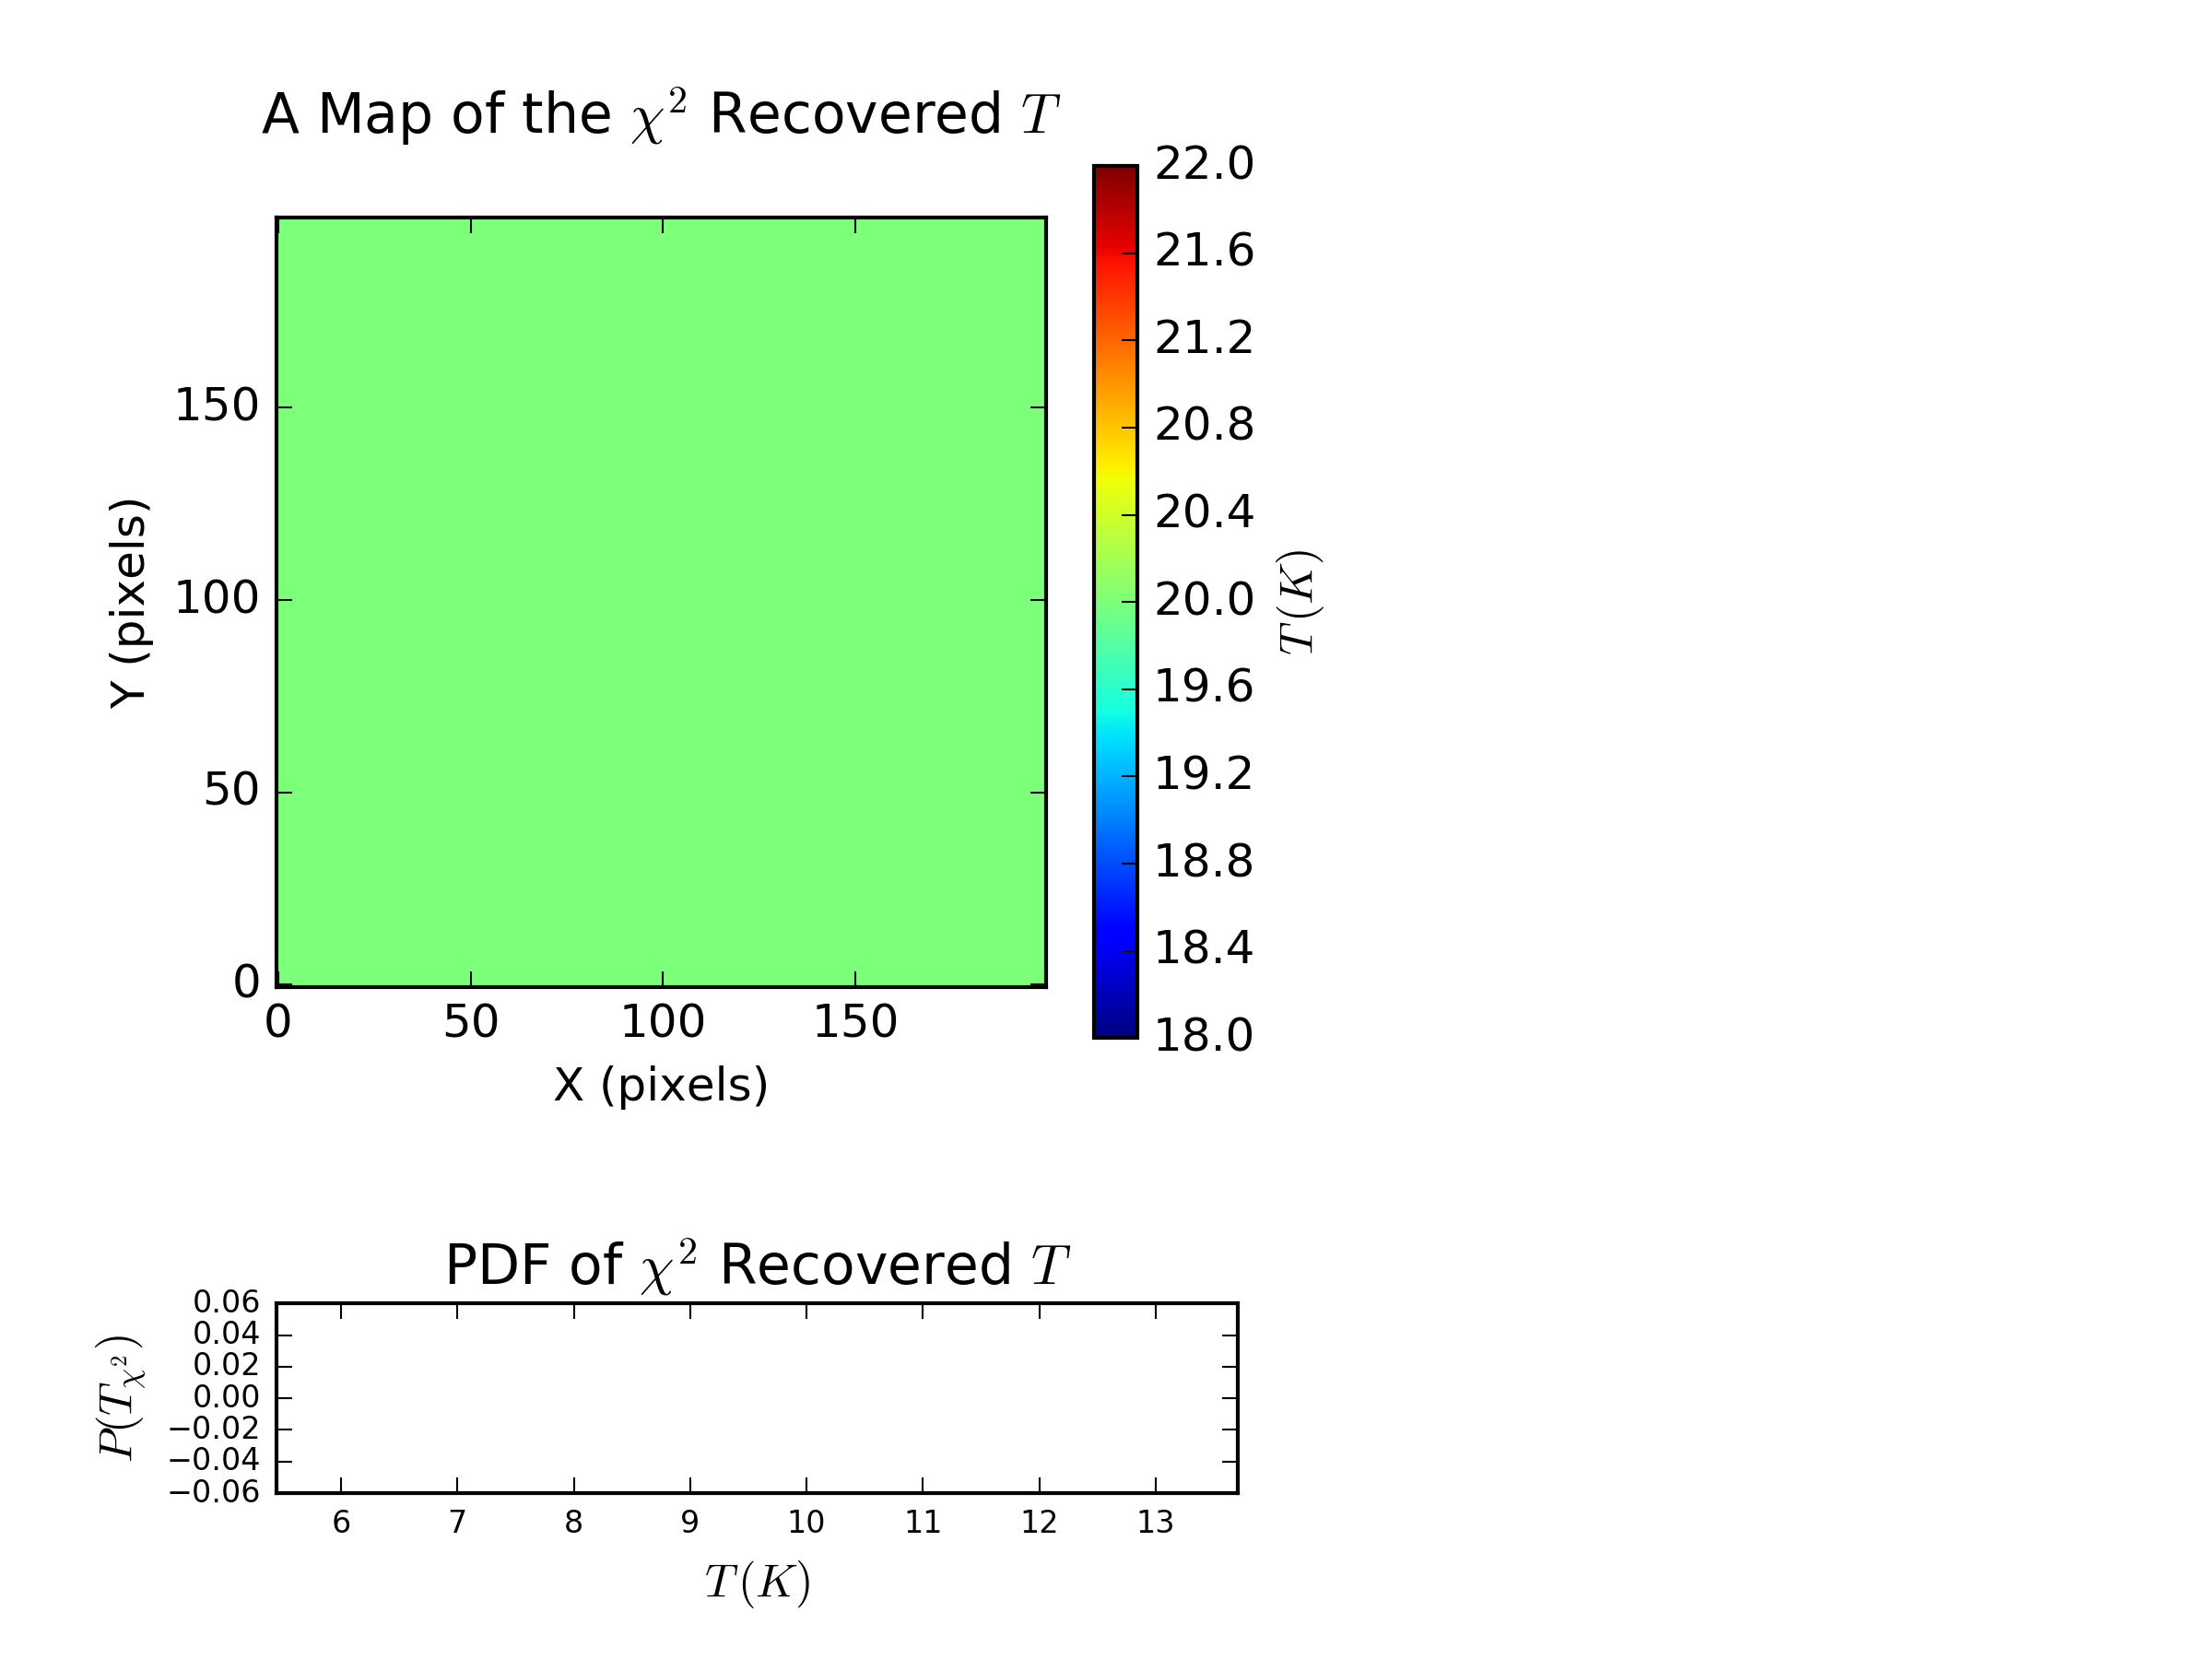 A Map of the χ² Recovered T
22.0
21.6
21.2
20.8
20.4
20.0
19.6
19.2
18.8
18.4
18.0
T(K)
150
100
50
0
Y (pixels)
0 50 100 150
X (pixels)
PDF of χ² Recovered T
0.06
0.04
0.02
0.00
−0.02
−0.04
−0.06
P(T_χ²)
6 7 8 9 10 11 12 13
T(K)